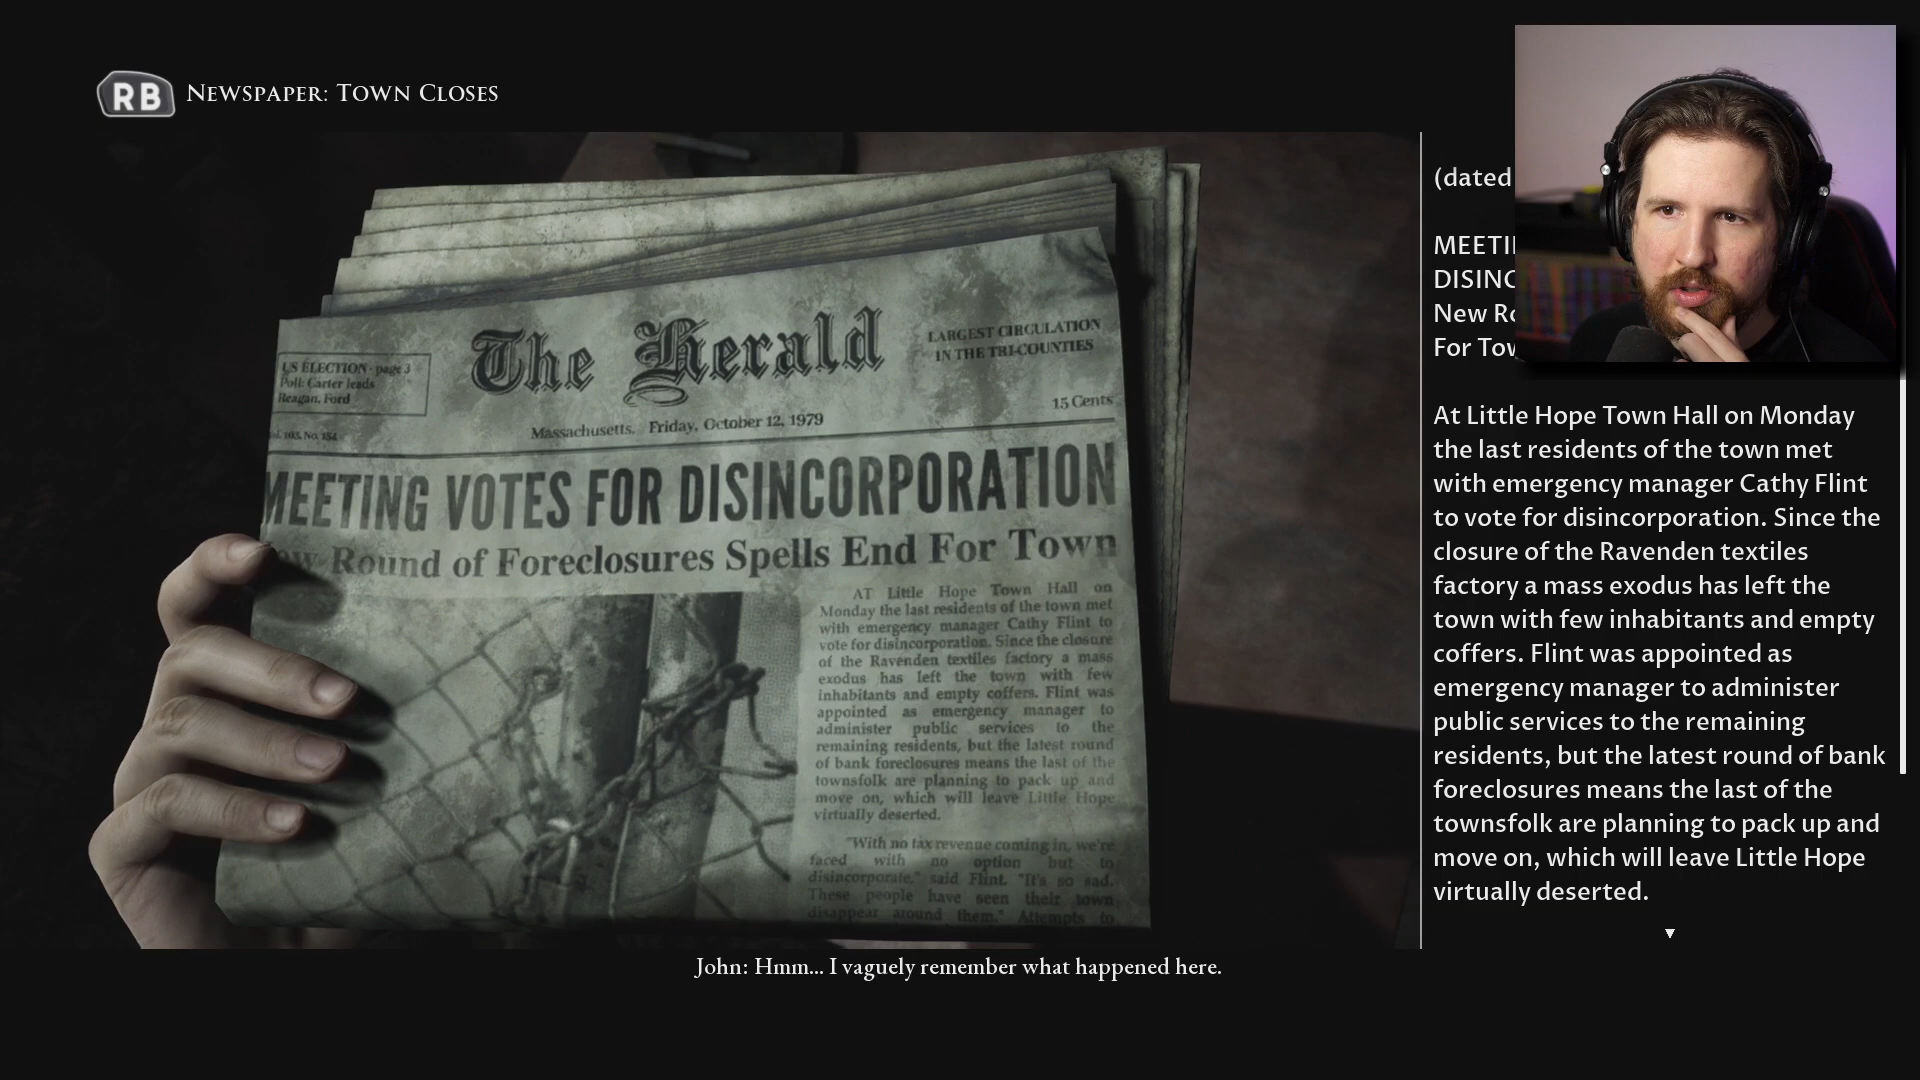 RB Newspaper: Town Closes
US ELECTION - page 3
Poll: Carter leads
Reagan, Ford
The Herald
LARGEST CIRCULATION
IN THE TRI-COUNTIES
15 Cents
Massachusetts. Friday, October 12, 1979
MEETING VOTES FOR DISINCORPORATION
Round of Foreclosures Spells End For Town
AT Little Hope Town Hall on
Monday the last residents of the town met
with emergency manager Cathy Flint to
vote for disincorporation. Since the closure
of the Ravenden textiles factory a mass
exodus has left the town with few
inhabitants and empty coffers. Flint was
appointed as emergency manager to
administer public services to the
remaining residents, but the latest round
of bank foreclosures means the last of the
townsfolk are planning to pack up and
move on, which will leave Little Hope
virtually deserted.
"With no tax revenue coming in, we're
faced with no option but to
disincorporate," said Flint. "It's so sad.
These people have seen their town
disappear around them." Attempts to
(dated
MEETI
DISINC
New Ro
For Tow
At Little Hope Town Hall on Monday
the last residents of the town met
with emergency manager Cathy Flint
to vote for disincorporation. Since the
closure of the Ravenden textiles
factory a mass exodus has left the
town with few inhabitants and empty
coffers. Flint was appointed as
emergency manager to administer
public services to the remaining
residents, but the latest round of bank
foreclosures means the last of the
townsfolk are planning to pack up and
move on, which will leave Little Hope
virtually deserted.
John: Hmm... I vaguely remember what happened here.